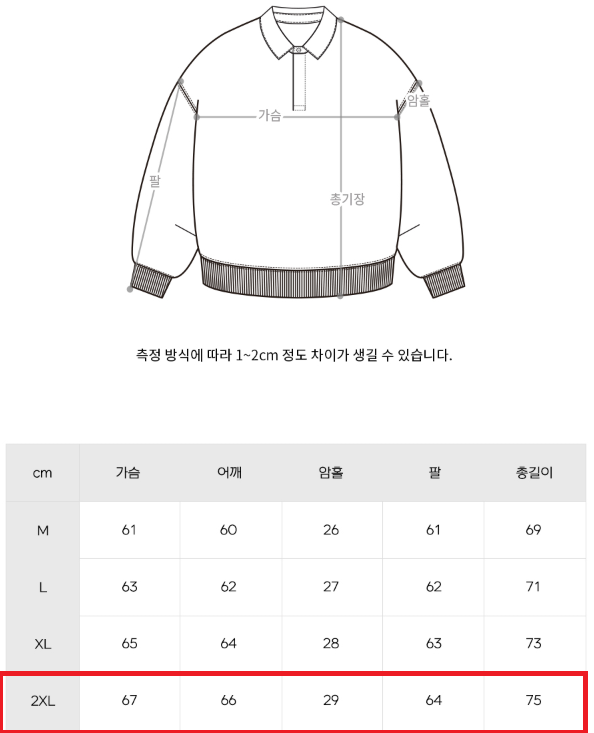 암홀
가슴
팔
총기장
측정 방식에 따라 1~2cm 정도 차이가 생길 수 있습니다.
cm 가슴 어깨 암홀 팔 총길이
M 61 60 26 61 69
L 63 62 27 62 71
XL 65 64 28 63 73
2XL 67 66 29 64 75